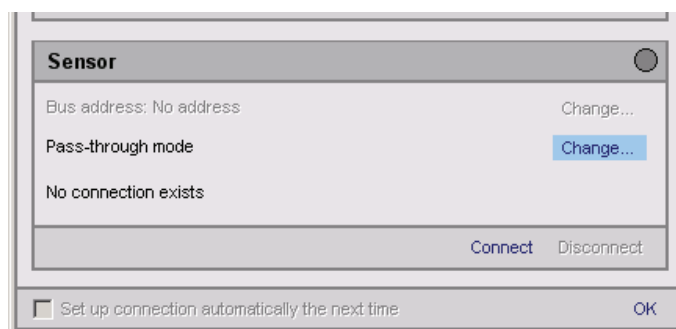 Sensor
Bus address: No address Change...
Pass-through mode Change...
No connection exists
Connect Disconnect
Set up connection automatically the next time OK